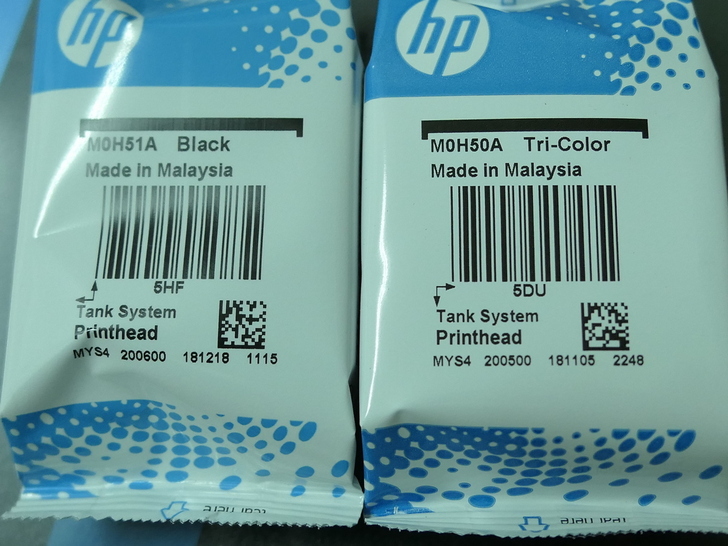 hp
M0H51A Black
Made in Malaysia
5HF
Tank System
Printhead
MYS4 200600 181218 1115
hp
M0H50A Tri-Color
Made in Malaysia
5DU
Tank System
Printhead
MYS4 200500 181105 2248